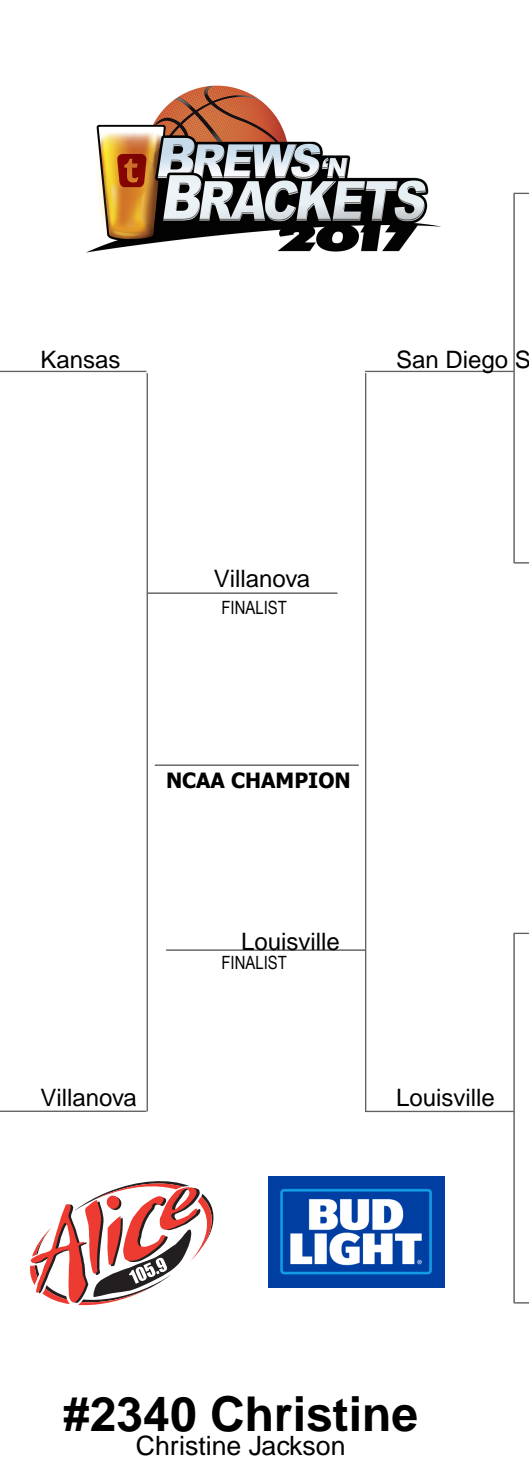 t
BREWS 'N
BRACKETS
2017
Kansas
San Diego S
Villanova
FINALIST
NCAA CHAMPION
Louisville
FINALIST
Villanova
Louisville
Alice
105.9
BUD
LIGHT.
#2340 Christine
Christine Jackson